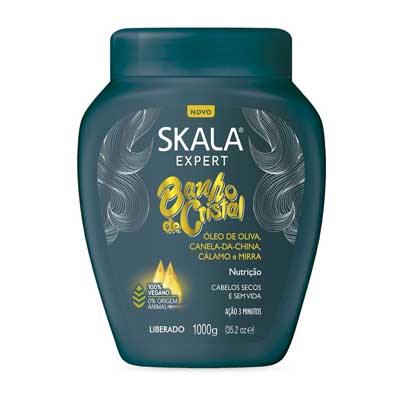 NOVO
SKALA®
EXPERT
Banho
de Cristal
ÓLEO DE OLIVA,
CANELA-DA-CHINA,
CÁLAMO e MIRRA
Nutrição
CABELOS SECOS
E SEM VIDA
100%
VEGANO
0% ORIGEM
ANIMAL
AÇÃO 3 MINUTOS
LIBERADO 1000g (35.2 oz℮)